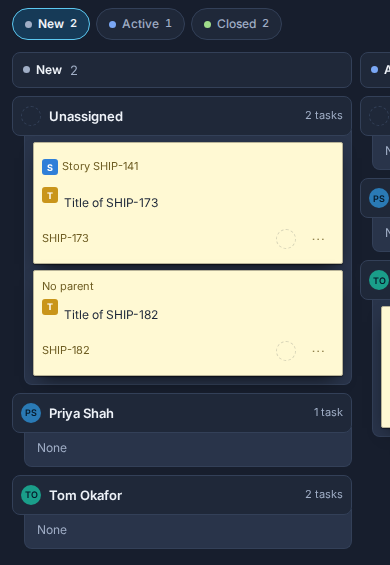 New 2
Active 1
Closed 2
New 2
Unassigned
2 tasks
S Story SHIP-141
T Title of SHIP-173
SHIP-173
...
No parent
T Title of SHIP-182
SHIP-182
...
PS Priya Shah
1 task
None
TO Tom Okafor
2 tasks
None
A
N
PS
N
TO